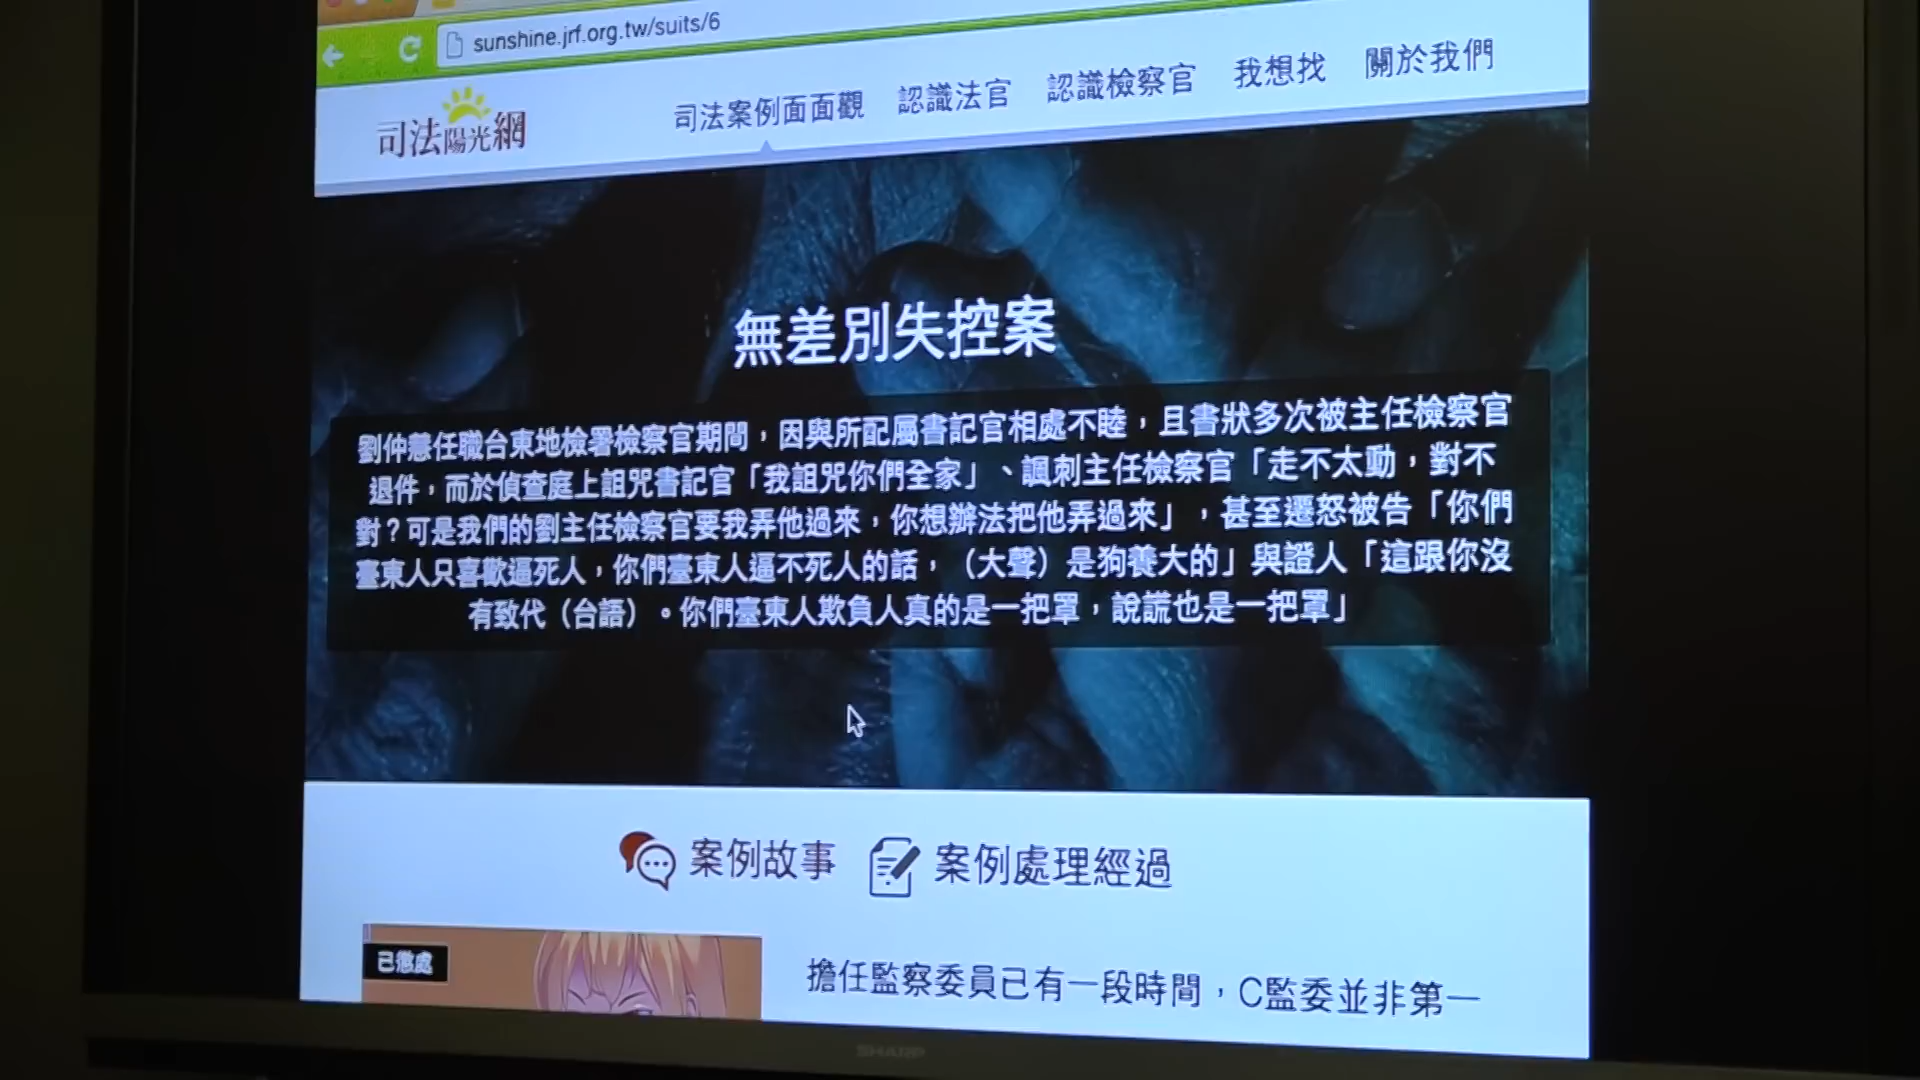 sunshine.jrf.org.tw/suits/6
司法陽光網
司法案例面面觀 認識法官 認識檢察官 我想找 關於我們
無差別失控案
劉仲慧任職台東地檢署檢察官期間，因與所配屬書記官相處不睦，且書狀多次被主任檢察官
退件，而於偵查庭上詛咒書記官「我詛咒你們全家」、諷刺主任檢察官「走不太動，對不
對？可是我們的劉主任檢察官要我弄他過來，你想辦法把他弄過來」，甚至遷怒被告「你們
臺東人只喜歡逼死人，你們臺東人逼不死人的話，（大聲）是狗養大的」與證人「這跟你沒
有致代（台語）。你們臺東人欺負人真的是一把罩，說謊也是一把罩」
案例故事 案例處理經過
已懲處
擔任監察委員已有一段時間，C監委並非第一
SHARP